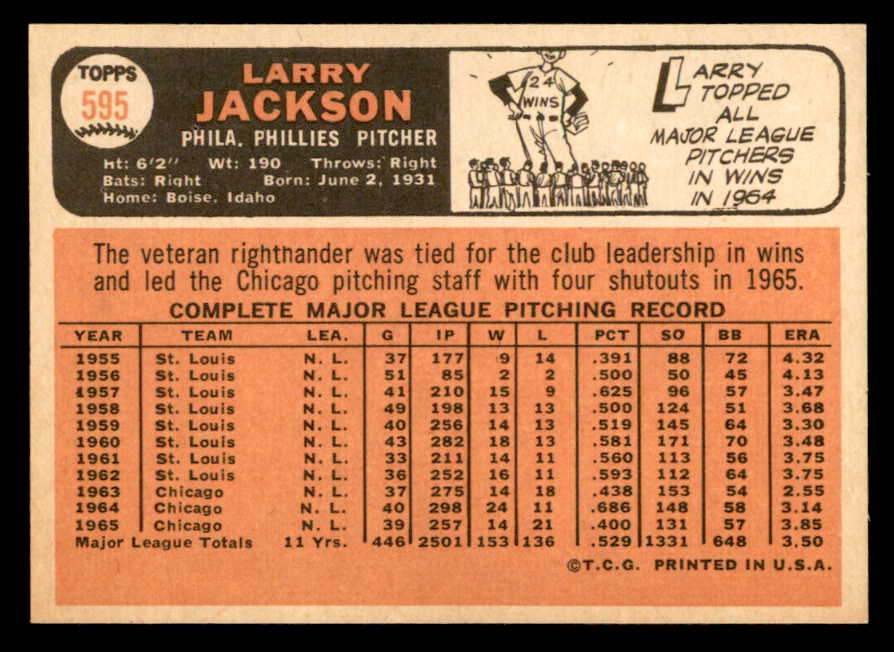 TOPPS
595
LARRY
JACKSON
PHILA. PHILLIES PITCHER
Ht: 6'2" Wt: 190 Throws: Right
Bats: Right Born: June 2, 1931
Home: Boise, Idaho
24
WINS
LARRY
TOPPED
ALL
MAJOR LEAGUE
PITCHERS
IN WINS
IN 1964
The veteran righthander was tied for the club leadership in wins
and led the Chicago pitching staff with four shutouts in 1965.
COMPLETE MAJOR LEAGUE PITCHING RECORD
YEAR TEAM LEA. G IP W L PCT SO BB ERA
1955 St. Louis N. L. 37 177 9 14 .391 88 72 4.32
1956 St. Louis N. L. 51 85 2 2 .500 50 45 4.13
1957 St. Louis N. L. 41 210 15 9 .625 96 57 3.47
1958 St. Louis N. L. 49 198 13 13 .500 124 51 3.68
1959 St. Louis N. L. 40 256 14 13 .519 145 64 3.30
1960 St. Louis N. L. 43 282 18 13 .581 171 70 3.48
1961 St. Louis N. L. 33 211 14 11 .560 113 56 3.75
1962 St. Louis N. L. 36 252 16 11 .593 112 64 3.75
1963 Chicago N. L. 37 275 14 18 .438 153 54 2.55
1964 Chicago N. L. 40 298 24 11 .686 148 58 3.14
1965 Chicago N. L. 39 257 14 21 .400 131 57 3.85
Major League Totals 11 Yrs. 446 2501 153 136 .529 1331 648 3.50
©T.C.G. PRINTED IN U.S.A.